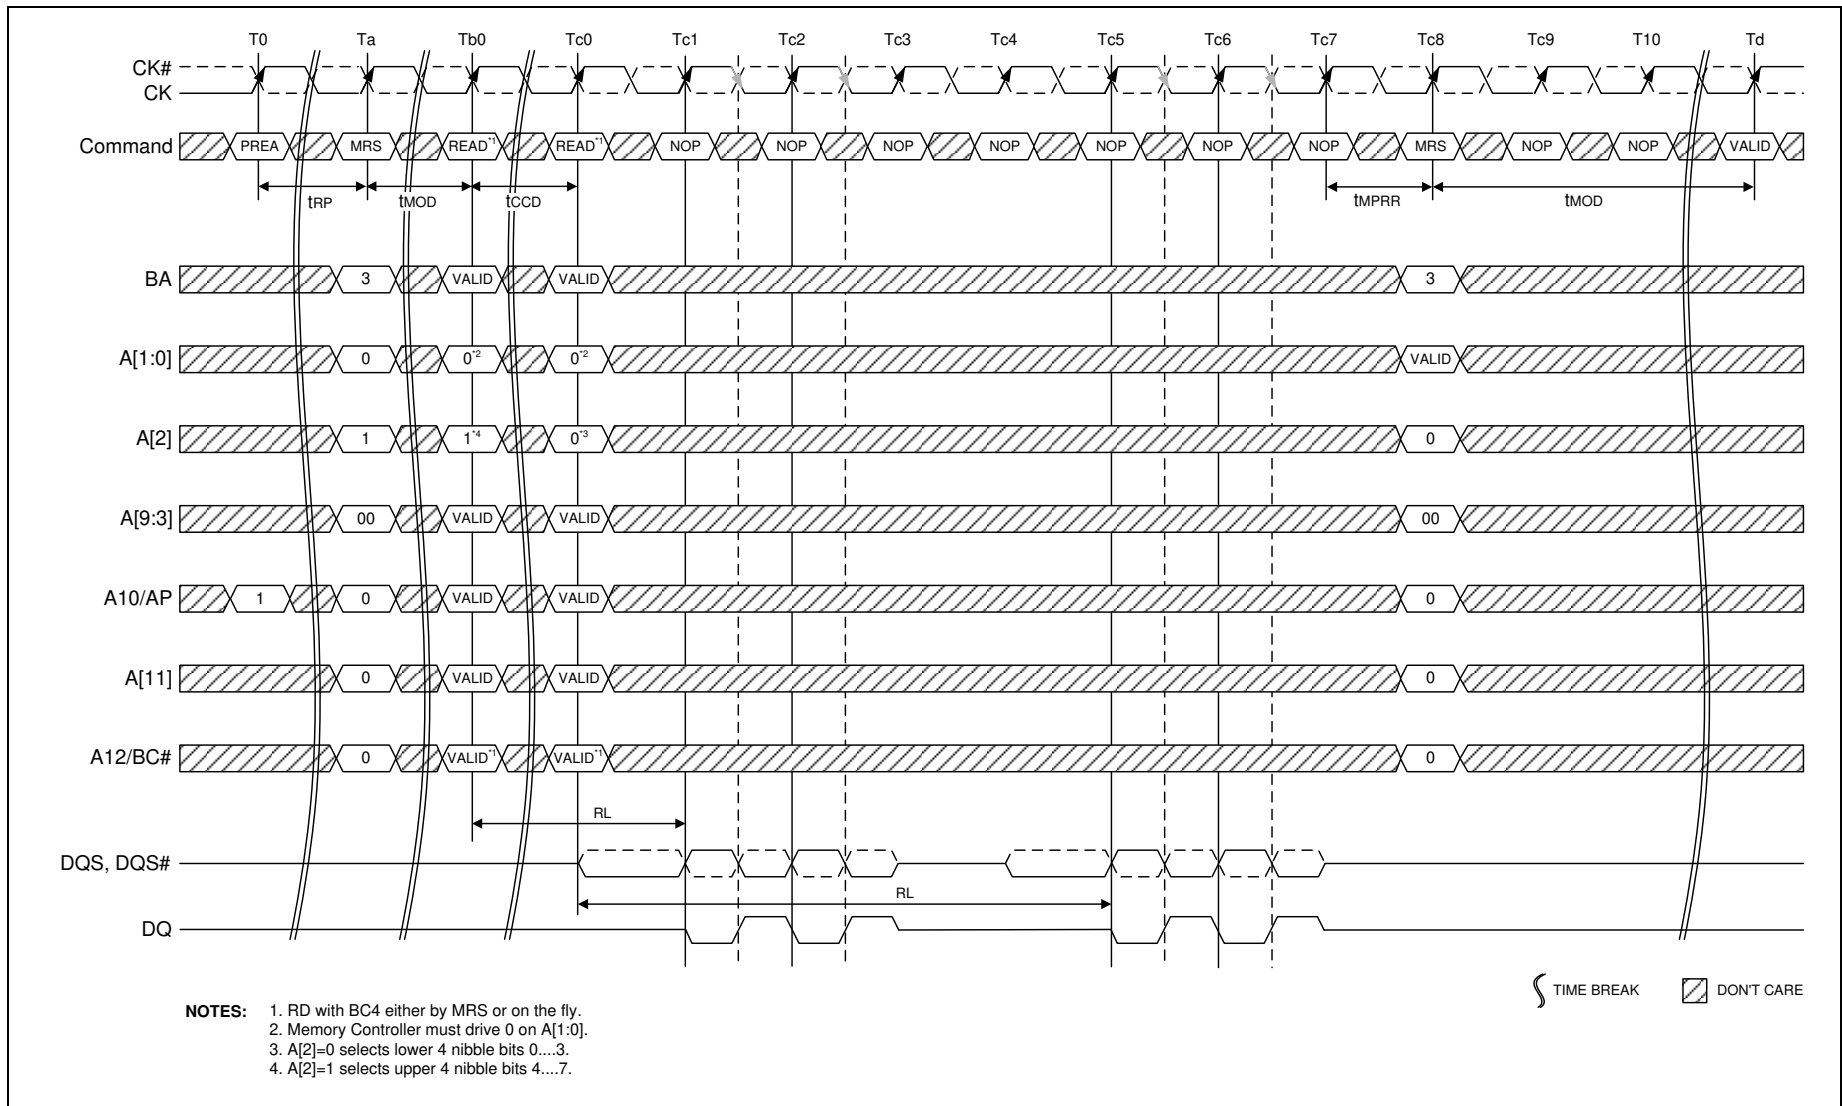 T0 Ta Tb0 Tc0 Tc1 Tc2 Tc3 Tc4 Tc5 Tc6 Tc7 Tc8 Tc9 T10 Td
CK#
CK
Command PREA MRS READ*1 READ*1 NOP NOP NOP NOP NOP NOP NOP MRS NOP NOP VALID
tRP tMOD tCCD tMPRR tMOD
BA 3 VALID VALID 3
A[1:0] 0 0*2 0*2 VALID
A[2] 1 1*4 0*3 0
A[9:3] 00 VALID VALID 00
A10/AP 1 0 VALID VALID 0
A[11] 0 VALID VALID 0
A12/BC# 0 VALID*1 VALID*1 0
RL
DQS, DQS#
RL
DQ
TIME BREAK DON'T CARE
NOTES: 1. RD with BC4 either by MRS or on the fly.
2. Memory Controller must drive 0 on A[1:0].
3. A[2]=0 selects lower 4 nibble bits 0....3.
4. A[2]=1 selects upper 4 nibble bits 4....7.